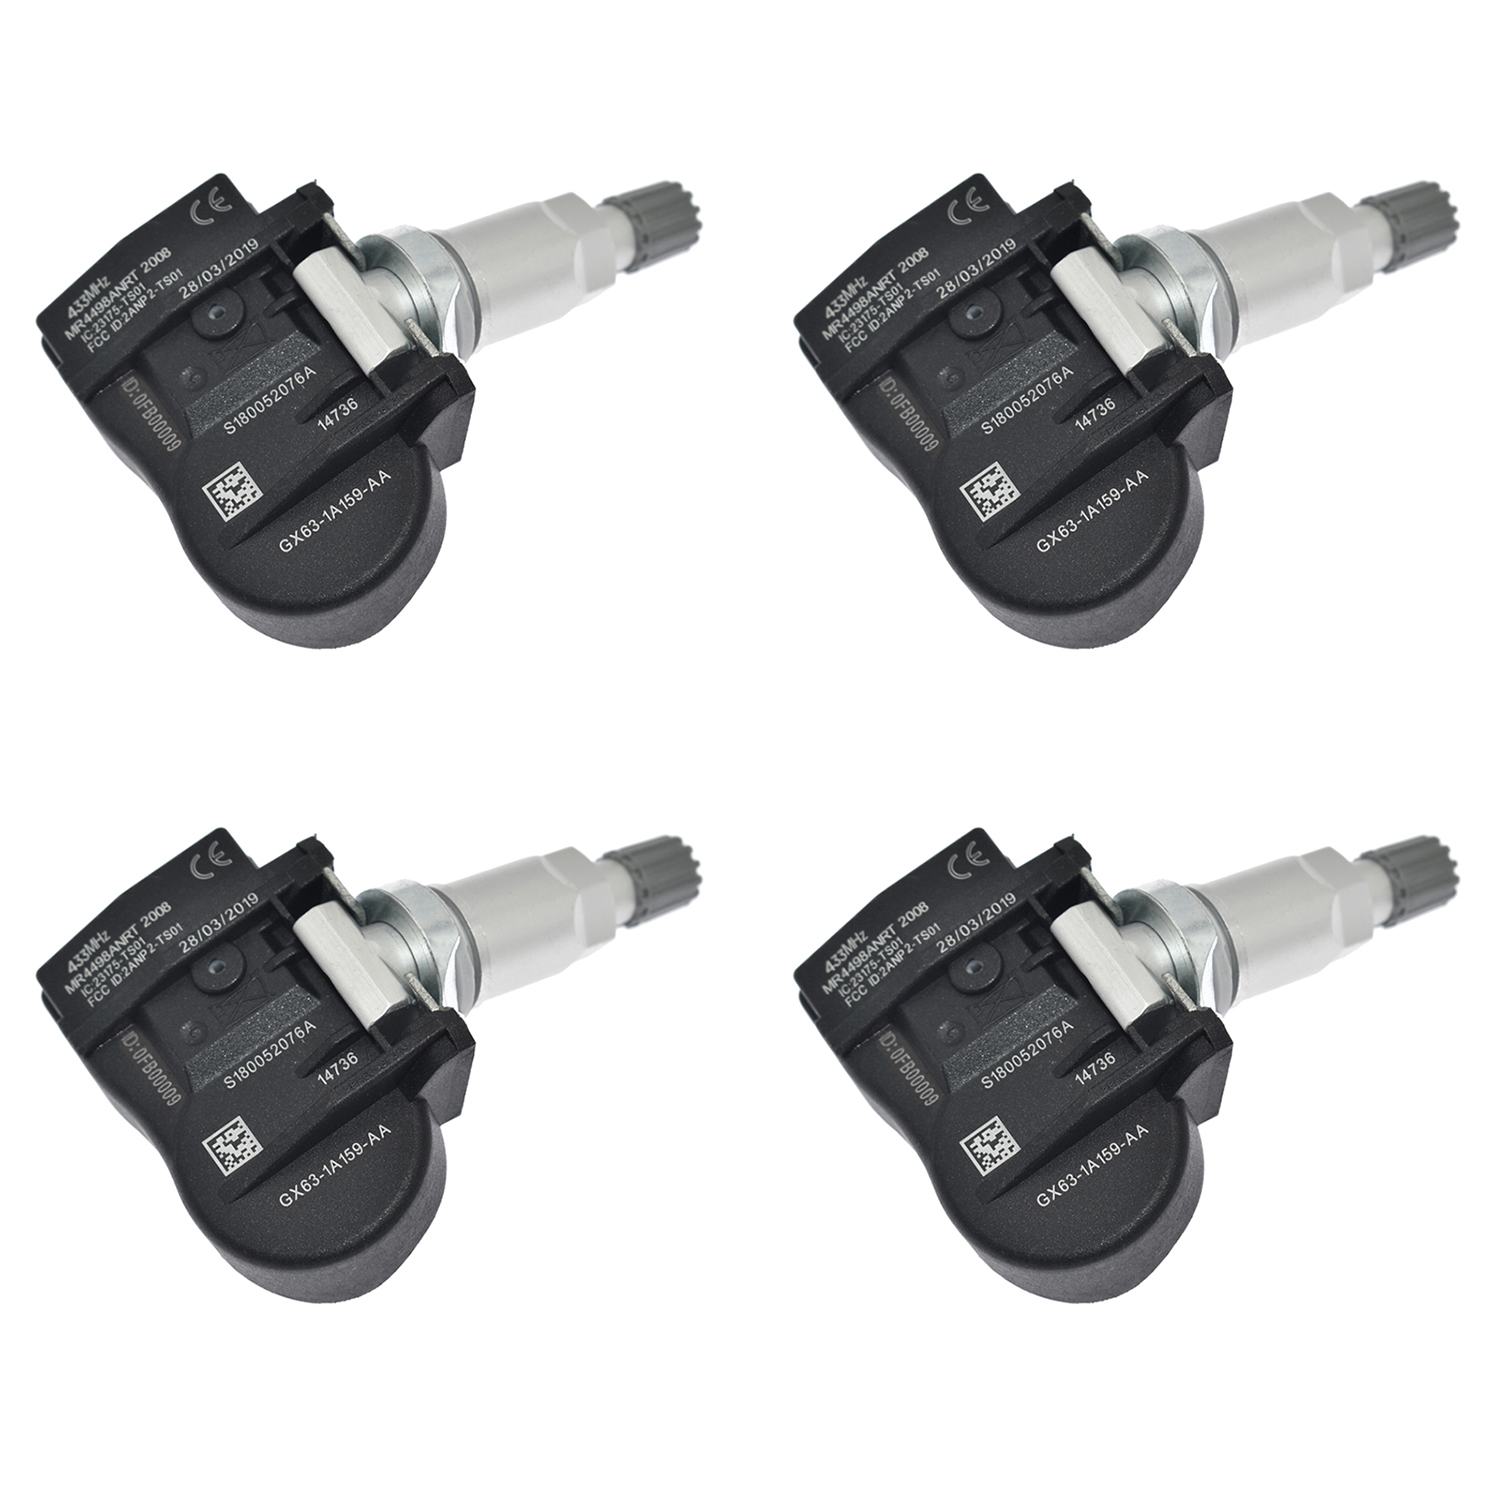 CE
433MHz
MR4498ANRT 2008
IC:23175-TS01
FCC ID:2ANP2-TS01
28/03/2019
ID:0FB00009
S180052076A
14736
GX63-1A159-AA
CE
433MHz
MR4498ANRT 2008
IC:23175-TS01
FCC ID:2ANP2-TS01
28/03/2019
ID:0FB00009
S180052076A
14736
GX63-1A159-AA
CE
433MHz
MR4498ANRT 2008
IC:23175-TS01
FCC ID:2ANP2-TS01
28/03/2019
ID:0FB00009
S180052076A
14736
GX63-1A159-AA
CE
433MHz
MR4498ANRT 2008
IC:23175-TS01
FCC ID:2ANP2-TS01
28/03/2019
ID:0FB00009
S180052076A
14736
GX63-1A159-AA